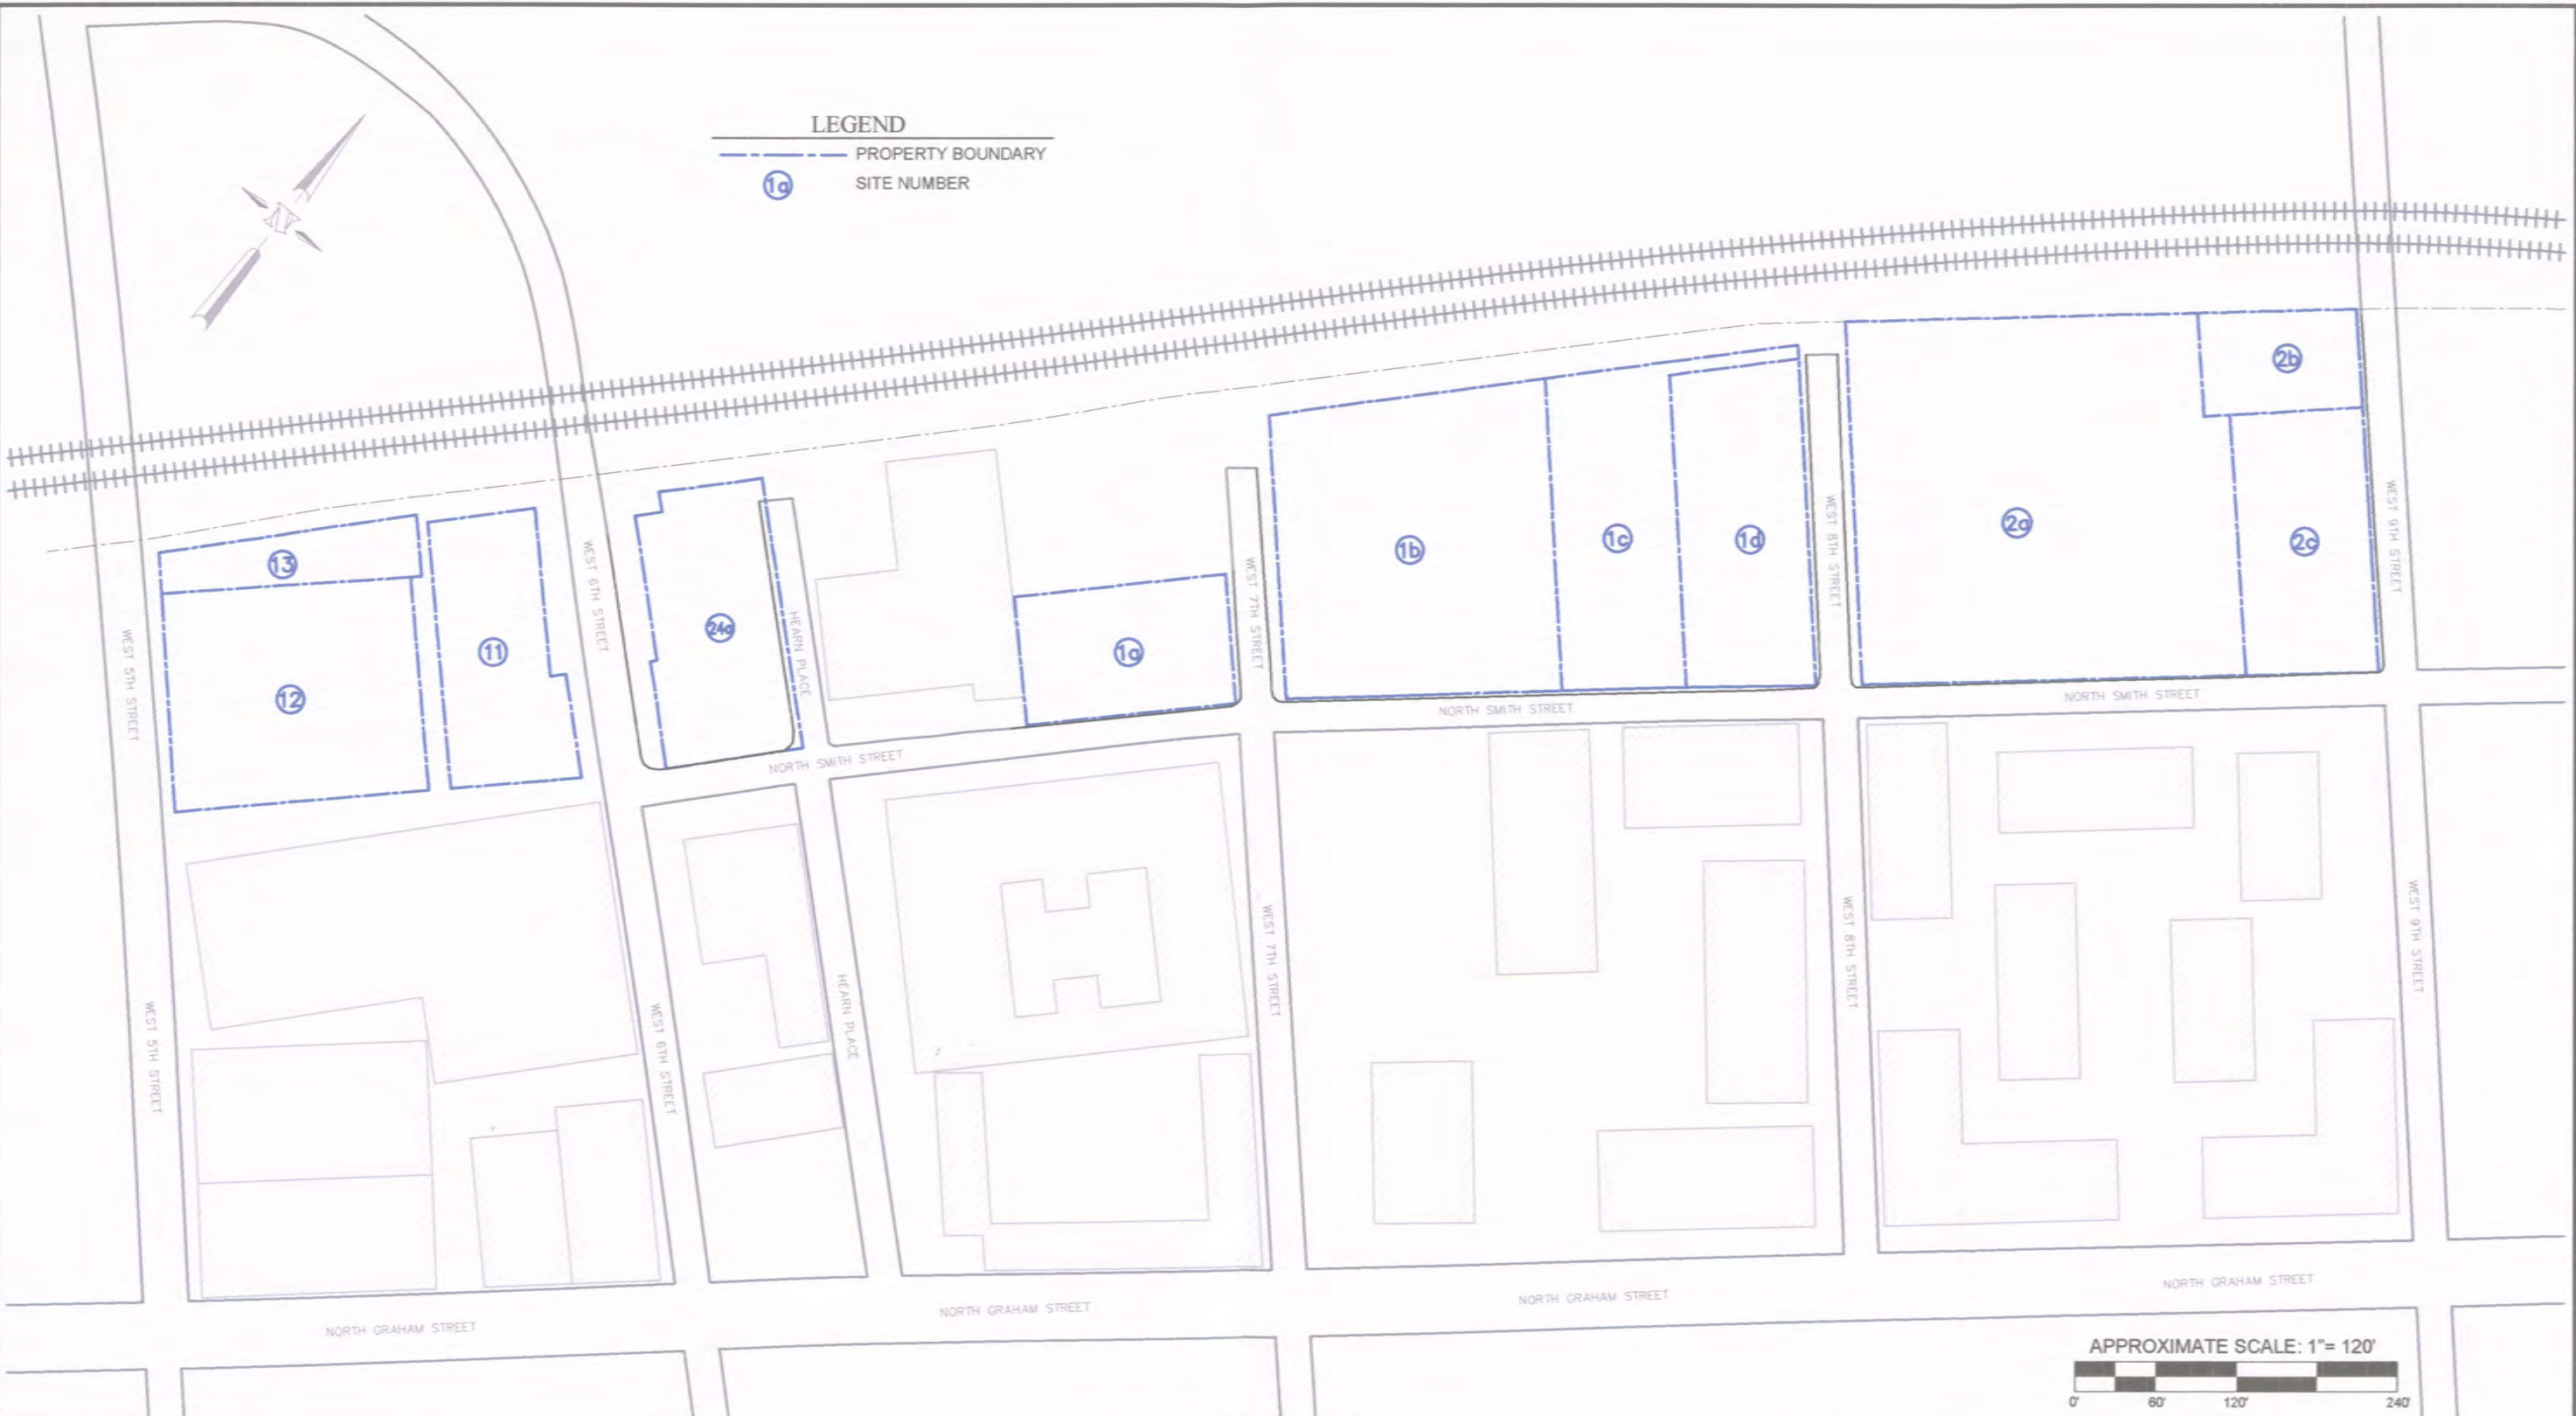 LEGEND
PROPERTY BOUNDARY
1a SITE NUMBER
N
2b
13
11
WEST 6TH STREET
24a
HEARN PLACE
1a
WEST 7TH STREET
1b
1c
1d
WEST 8TH STREET
2a
2c
WEST 9TH STREET
WEST 5TH STREET
12
NORTH SMITH STREET
NORTH SMITH STREET
NORTH SMITH STREET
WEST 5TH STREET
WEST 6TH STREET
HEARN PLACE
WEST 7TH STREET
WEST 8TH STREET
WEST 9TH STREET
NORTH GRAHAM STREET
NORTH GRAHAM STREET
NORTH GRAHAM STREET
NORTH GRAHAM STREET
APPROXIMATE SCALE: 1"= 120'
0' 60' 120' 240'